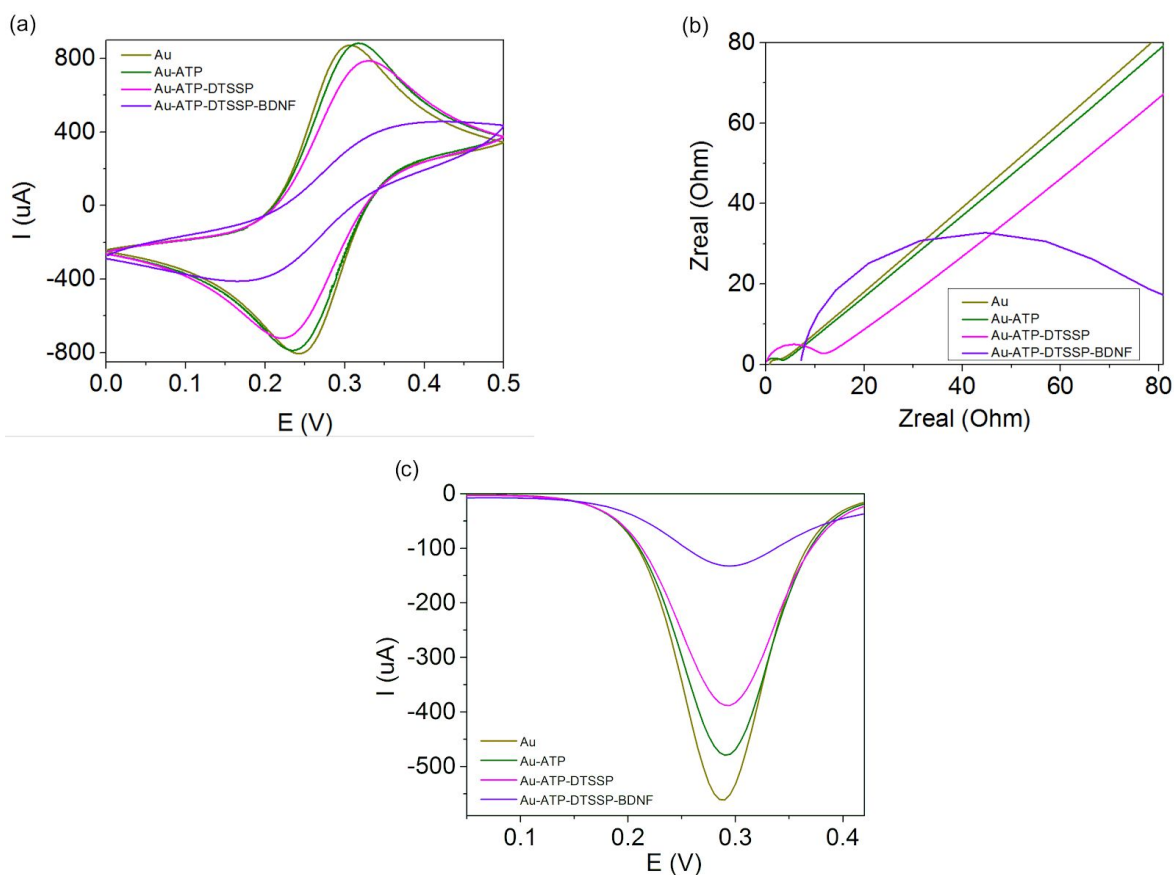 (a)
Au
Au-ATP
Au-ATP-DTSSP
Au-ATP-DTSSP-BDNF
800
400
0
-400
-800
I (uA)
0.0 0.1 0.2 0.3 0.4 0.5
E (V)
(b)
80
60
40
20
0
Zreal (Ohm)
Au
Au-ATP
Au-ATP-DTSSP
Au-ATP-DTSSP-BDNF
0 20 40 60 80
Zreal (Ohm)
(c)
0
-100
-200
-300
-400
-500
I (uA)
Au
Au-ATP
Au-ATP-DTSSP
Au-ATP-DTSSP-BDNF
0.1 0.2 0.3 0.4
E (V)